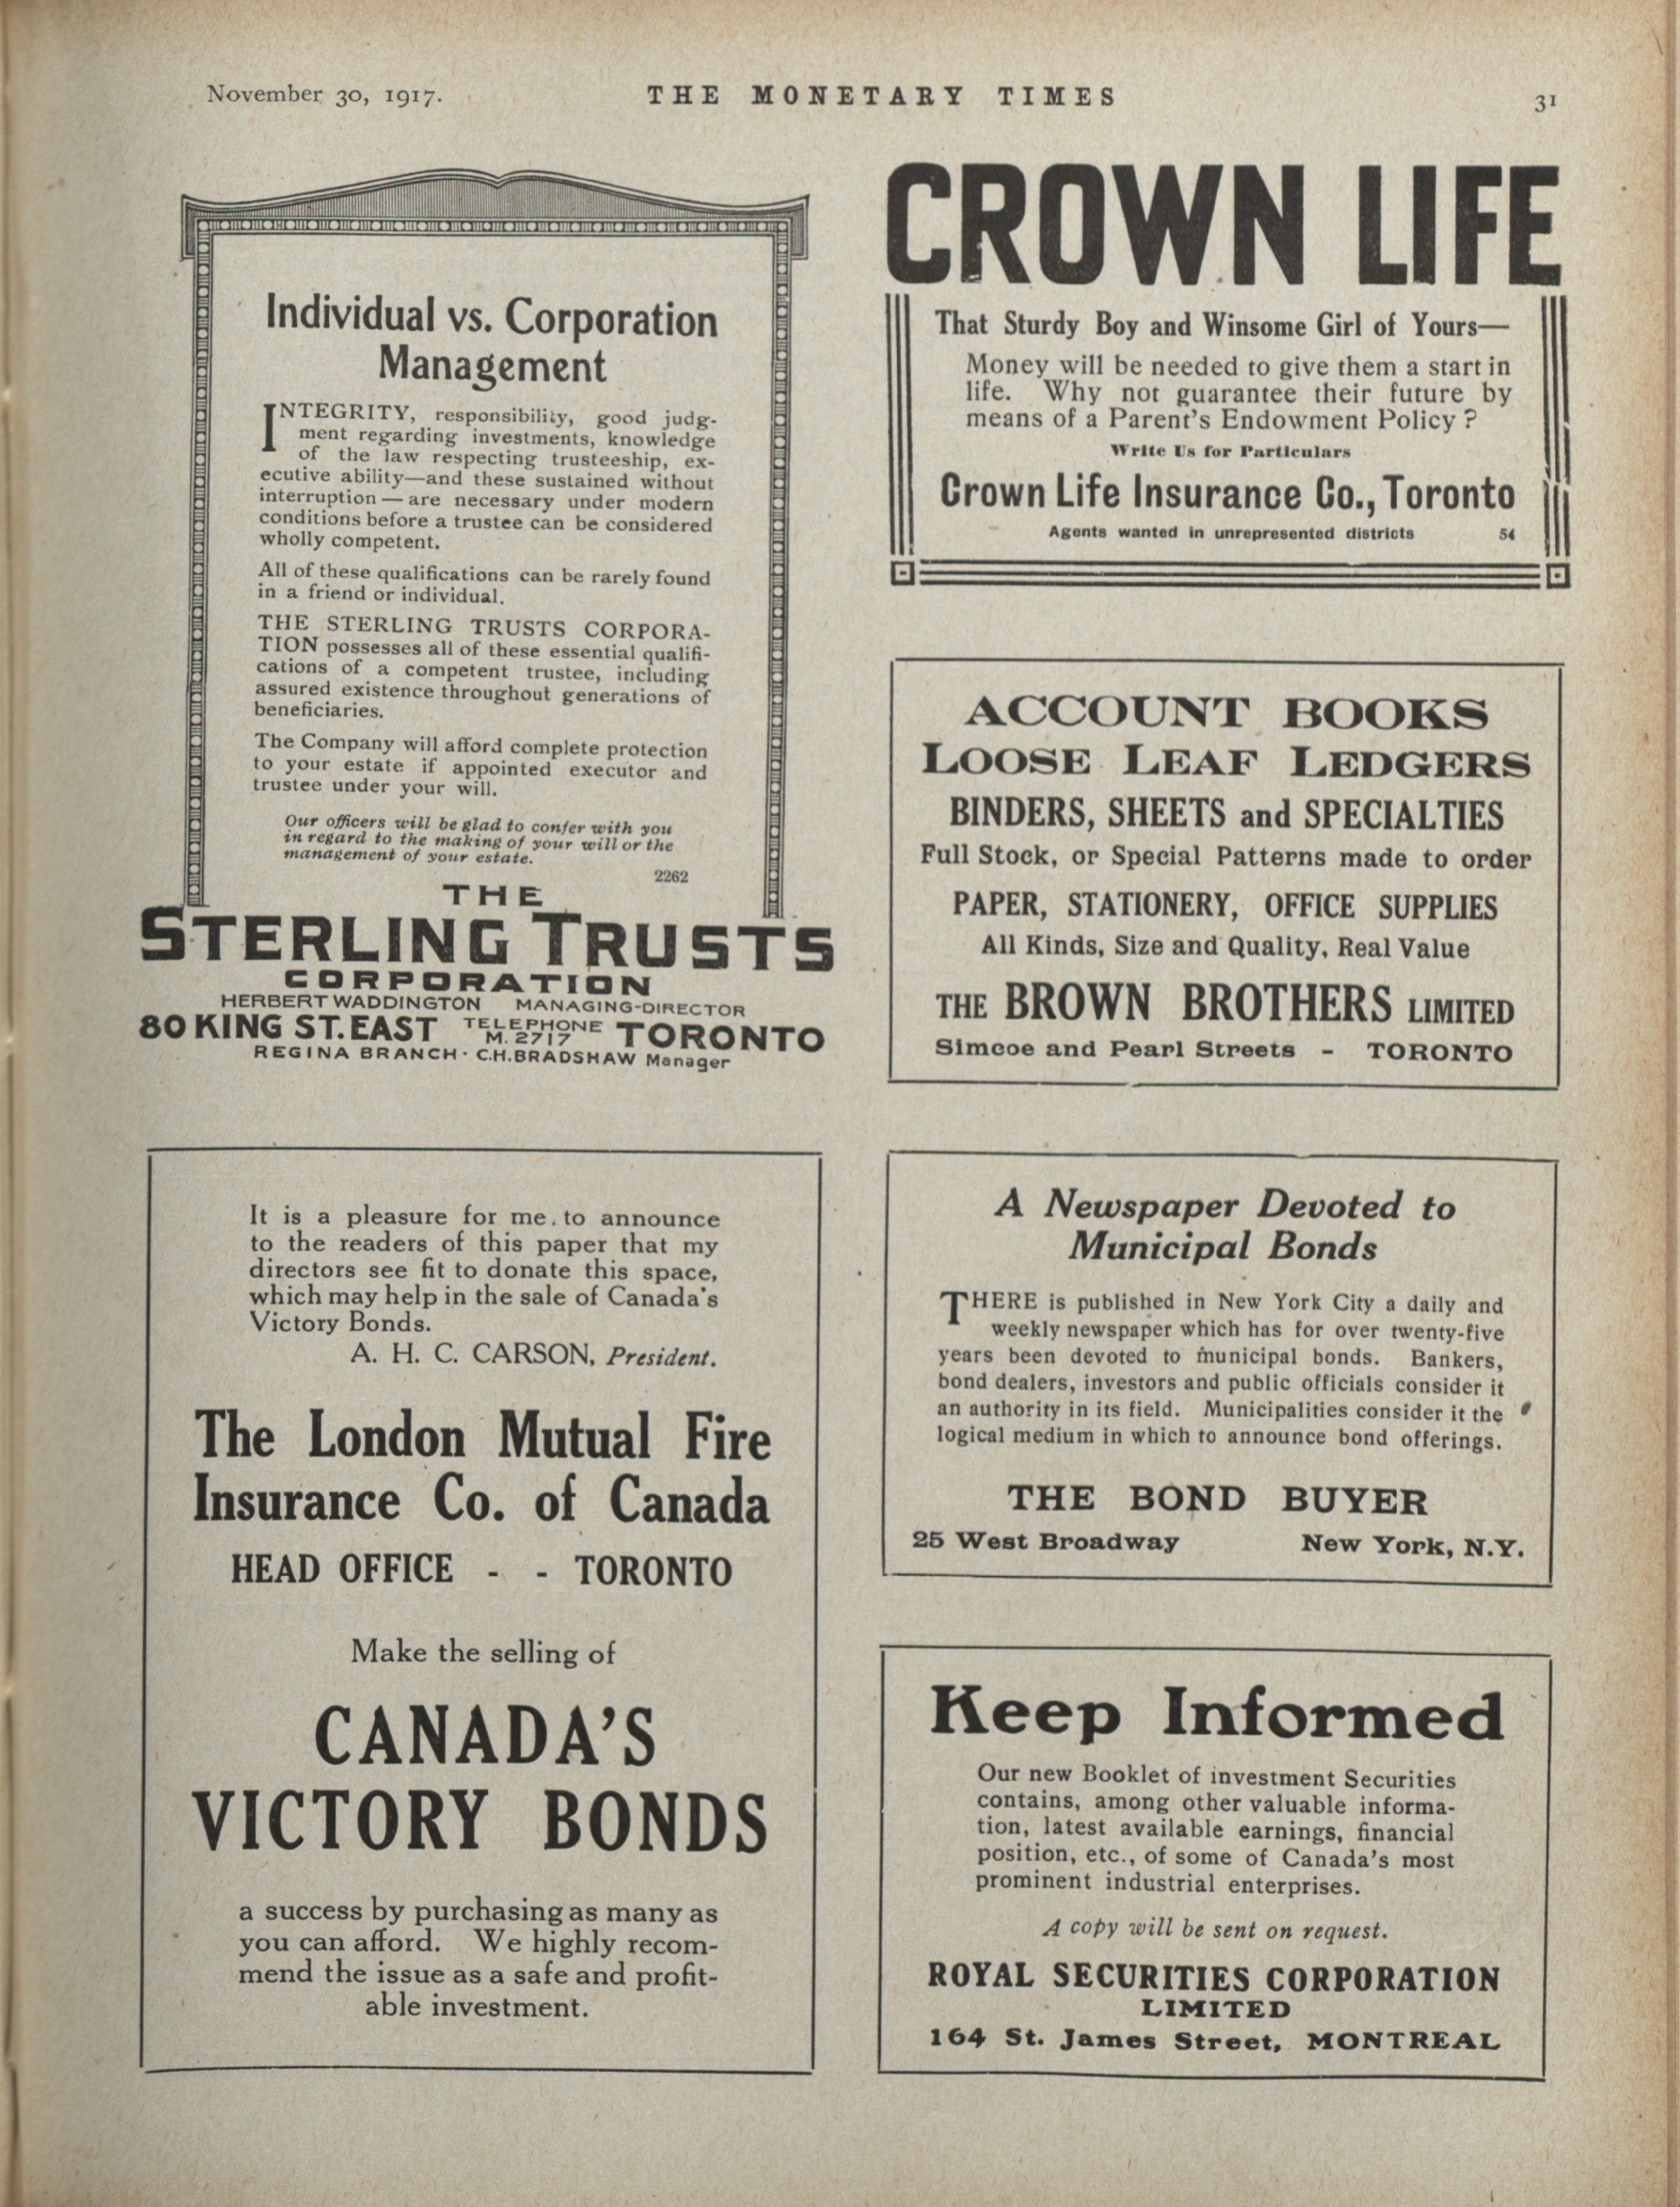 November 30, 1917.
THE MONETARY TIMES
31
Individual vs. Corporation
Management
INTEGRITY, responsibility, good judg-
ment regarding investments, knowledge
of the law respecting trusteeship, ex-
ecutive ability—and these sustained without
interruption — are necessary under modern
conditions before a trustee can be considered
wholly competent.
All of these qualifications can be rarely found
in a friend or individual.
THE STERLING TRUSTS CORPORA-
TION possesses all of these essential qualifi-
cations of a competent trustee, including
assured existence throughout generations of
beneficiaries.
The Company will afford complete protection
to your estate if appointed executor and
trustee under your will.
Our officers will be glad to confer with you
in regard to the making of your will or the
management of your estate.
2262
THE
STERLING TRUSTS
CORPORATION
HERBERT WADDINGTON MANAGING-DIRECTOR
80 KING ST. EAST TELEPHONE M. 2717 TORONTO
REGINA BRANCH · C.H. BRADSHAW Manager
It is a pleasure for me to announce
to the readers of this paper that my
directors see fit to donate this space,
which may help in the sale of Canada's
Victory Bonds.
A. H. C. CARSON, President.
The London Mutual Fire
Insurance Co. of Canada
HEAD OFFICE - - TORONTO
Make the selling of
CANADA'S
VICTORY BONDS
a success by purchasing as many as
you can afford. We highly recom-
mend the issue as a safe and profit-
able investment.
CROWN LIFE
That Sturdy Boy and Winsome Girl of Yours—
Money will be needed to give them a start in
life. Why not guarantee their future by
means of a Parent's Endowment Policy ?
Write Us for Particulars
Crown Life Insurance Co., Toronto
Agents wanted in unrepresented districts 54
ACCOUNT BOOKS
LOOSE LEAF LEDGERS
BINDERS, SHEETS and SPECIALTIES
Full Stock, or Special Patterns made to order
PAPER, STATIONERY, OFFICE SUPPLIES
All Kinds, Size and Quality, Real Value
THE BROWN BROTHERS LIMITED
Simcoe and Pearl Streets - TORONTO
A Newspaper Devoted to
Municipal Bonds
THERE is published in New York City a daily and
weekly newspaper which has for over twenty-five
years been devoted to municipal bonds. Bankers,
bond dealers, investors and public officials consider it
an authority in its field. Municipalities consider it the
logical medium in which to announce bond offerings.
THE BOND BUYER
25 West Broadway New York, N.Y.
Keep Informed
Our new Booklet of investment Securities
contains, among other valuable informa-
tion, latest available earnings, financial
position, etc., of some of Canada's most
prominent industrial enterprises.
A copy will be sent on request.
ROYAL SECURITIES CORPORATION
LIMITED
164 St. James Street, MONTREAL